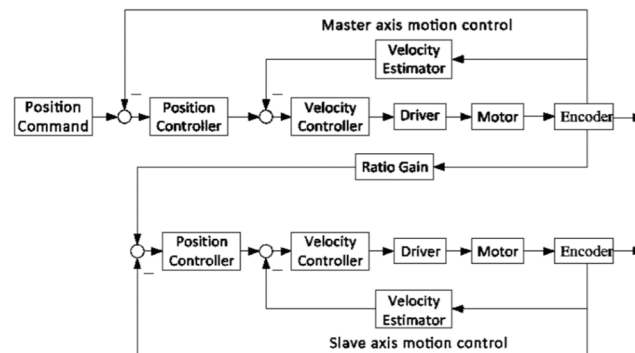 Master axis motion control
Velocity
Estimator
Position
Command
Position
Controller
Velocity
Controller
Driver
Motor
Encoder
Ratio Gain
Position
Controller
Velocity
Controller
Driver
Motor
Encoder
Velocity
Estimator
Slave axis motion control